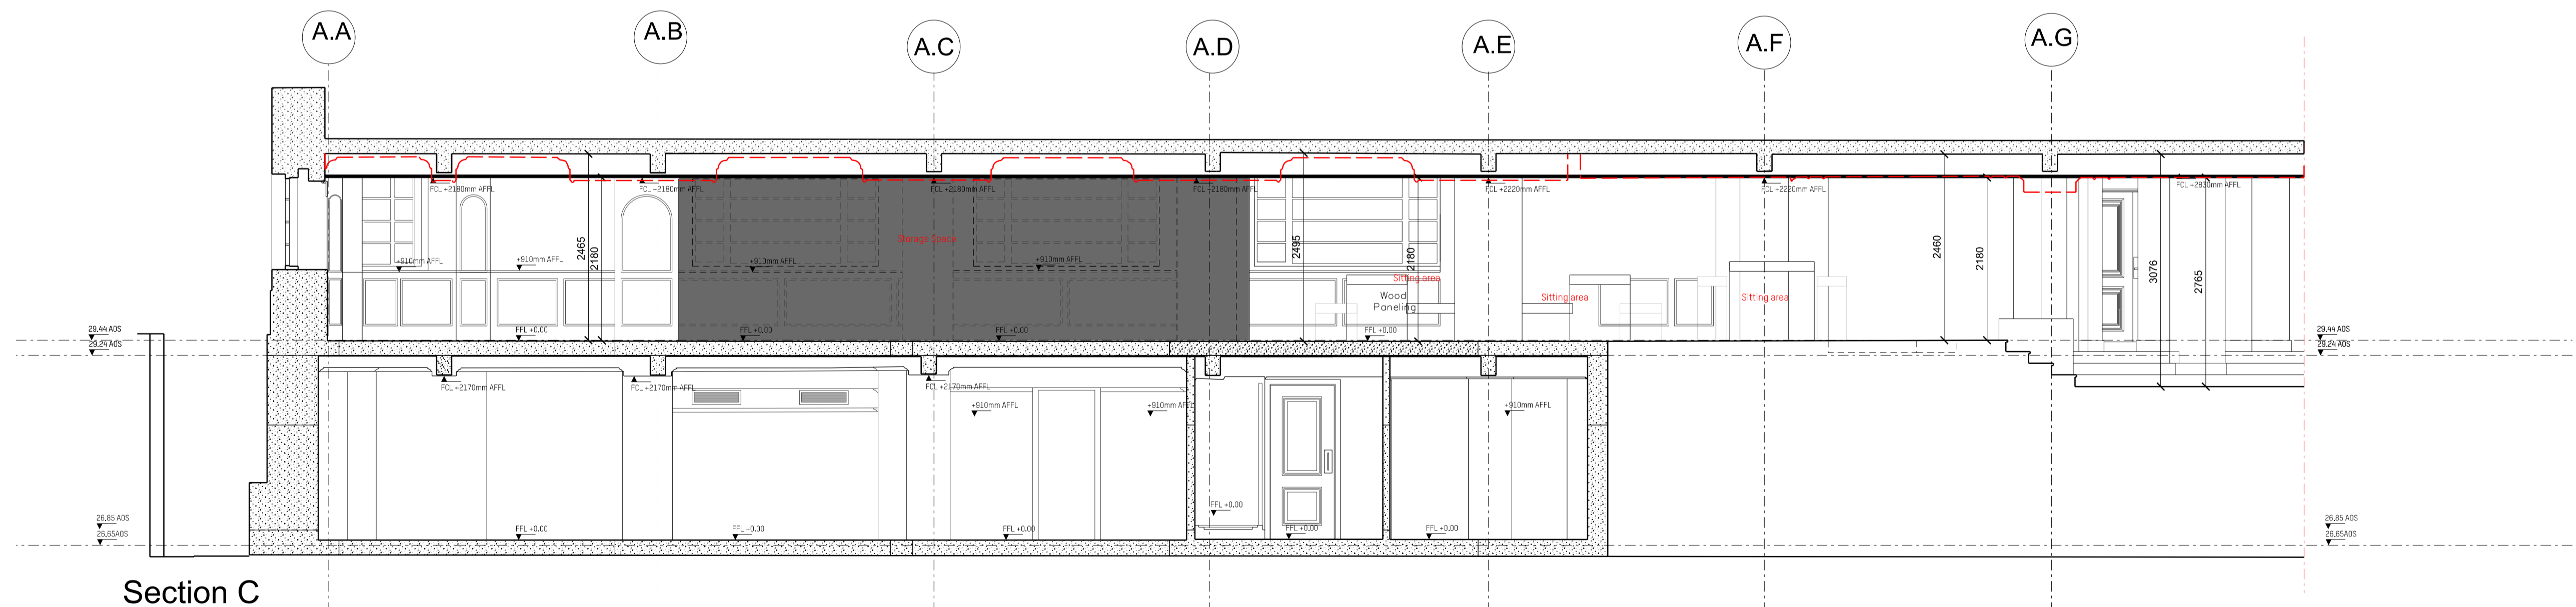 A.A
A.B
A.C
A.D
A.E
A.F
A.G
FCL +2180mm AFFL
FCL +2180mm AFFL
FCL +2180mm AFFL
FCL +2180mm AFFL
FCL +2220mm AFFL
FCL +2220mm AFFL
FCL +2830mm AFFL
Storage space
2465
2180
2495
2180
2460
2180
3076
2765
+910mm AFFL
+910mm AFFL
+910mm AFFL
+910mm AFFL
Sitting area
Wood
Paneling
Sitting area
Sitting area
29.44 AOS
29.24 AOS
FFL +0.00
FFL +0.00
FFL +0.00
FFL +0.00
29.44 AOS
29.24 AOS
FCL +2170mm AFFL
FCL +2170mm AFFL
FCL +2170mm AFFL
+910mm AFFL
+910mm AFFL
+910mm AFFL
FFL +0.00
26.85 AOS
26.65AOS
FFL +0.00
FFL +0.00
FFL +0.00
FFL +0.00
FFL +0.00
26.85 AOS
26.65AOS
Section C